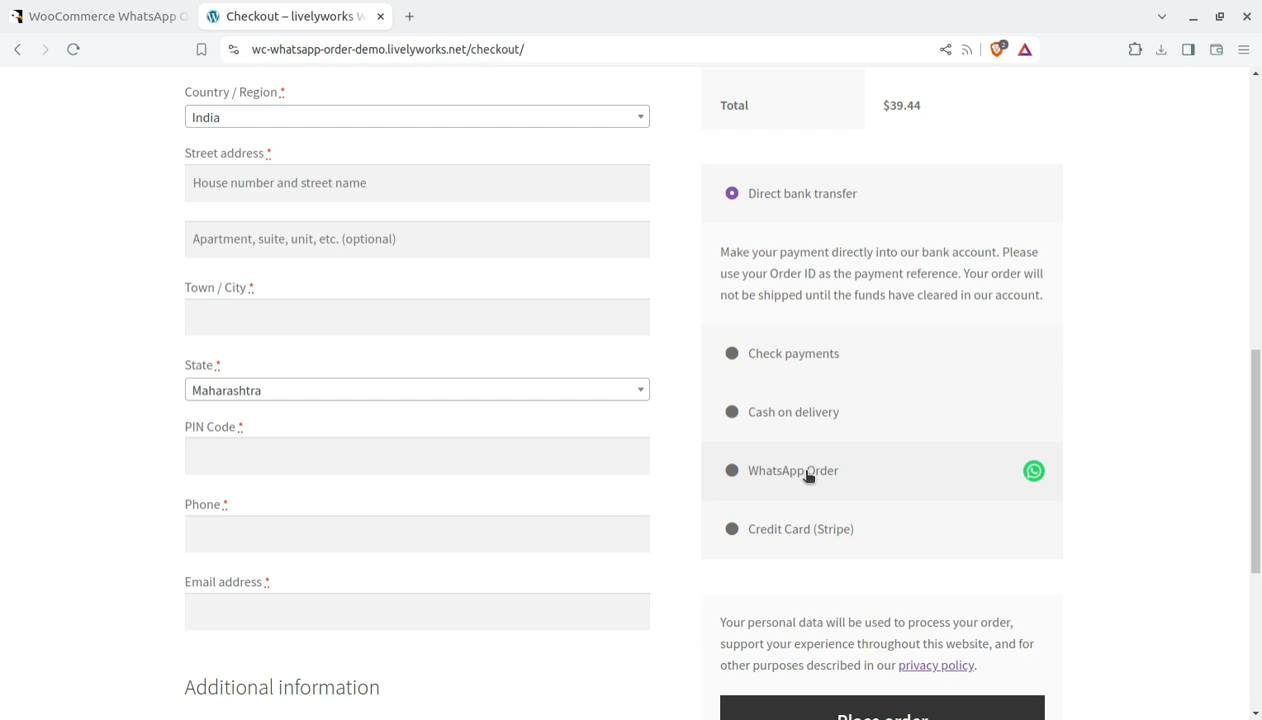 WooCommerce WhatsApp O
Checkout – livelyworks W
wc-whatsapp-order-demo.livelyworks.net/checkout/
2
Country / Region *
India
Street address *
House number and street name
Apartment, suite, unit, etc. (optional)
Town / City *
State *
Maharashtra
PIN Code *
Phone *
Email address *
Additional information
Total $39.44
Direct bank transfer
Make your payment directly into our bank account. Please
use your Order ID as the payment reference. Your order will
not be shipped until the funds have cleared in our account.
Check payments
Cash on delivery
WhatsApp Order
Credit Card (Stripe)
Your personal data will be used to process your order,
support your experience throughout this website, and for
other purposes described in our privacy policy.
Place order